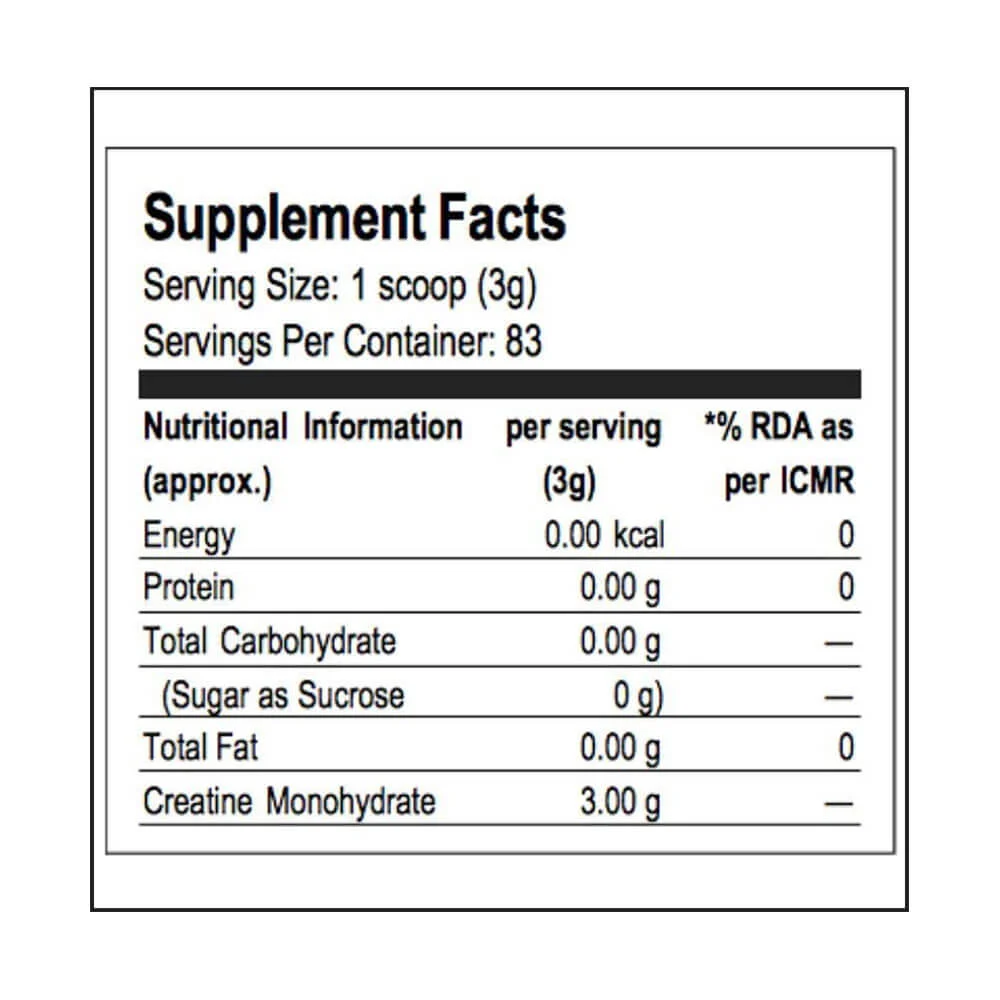 Supplement Facts
Serving Size: 1 scoop (3g)
Servings Per Container: 83
Nutritional Information per serving *% RDA as
(approx.) (3g) per ICMR
Energy 0.00 kcal 0
Protein 0.00 g 0
Total Carbohydrate 0.00 g —
(Sugar as Sucrose 0 g) —
Total Fat 0.00 g 0
Creatine Monohydrate 3.00 g —